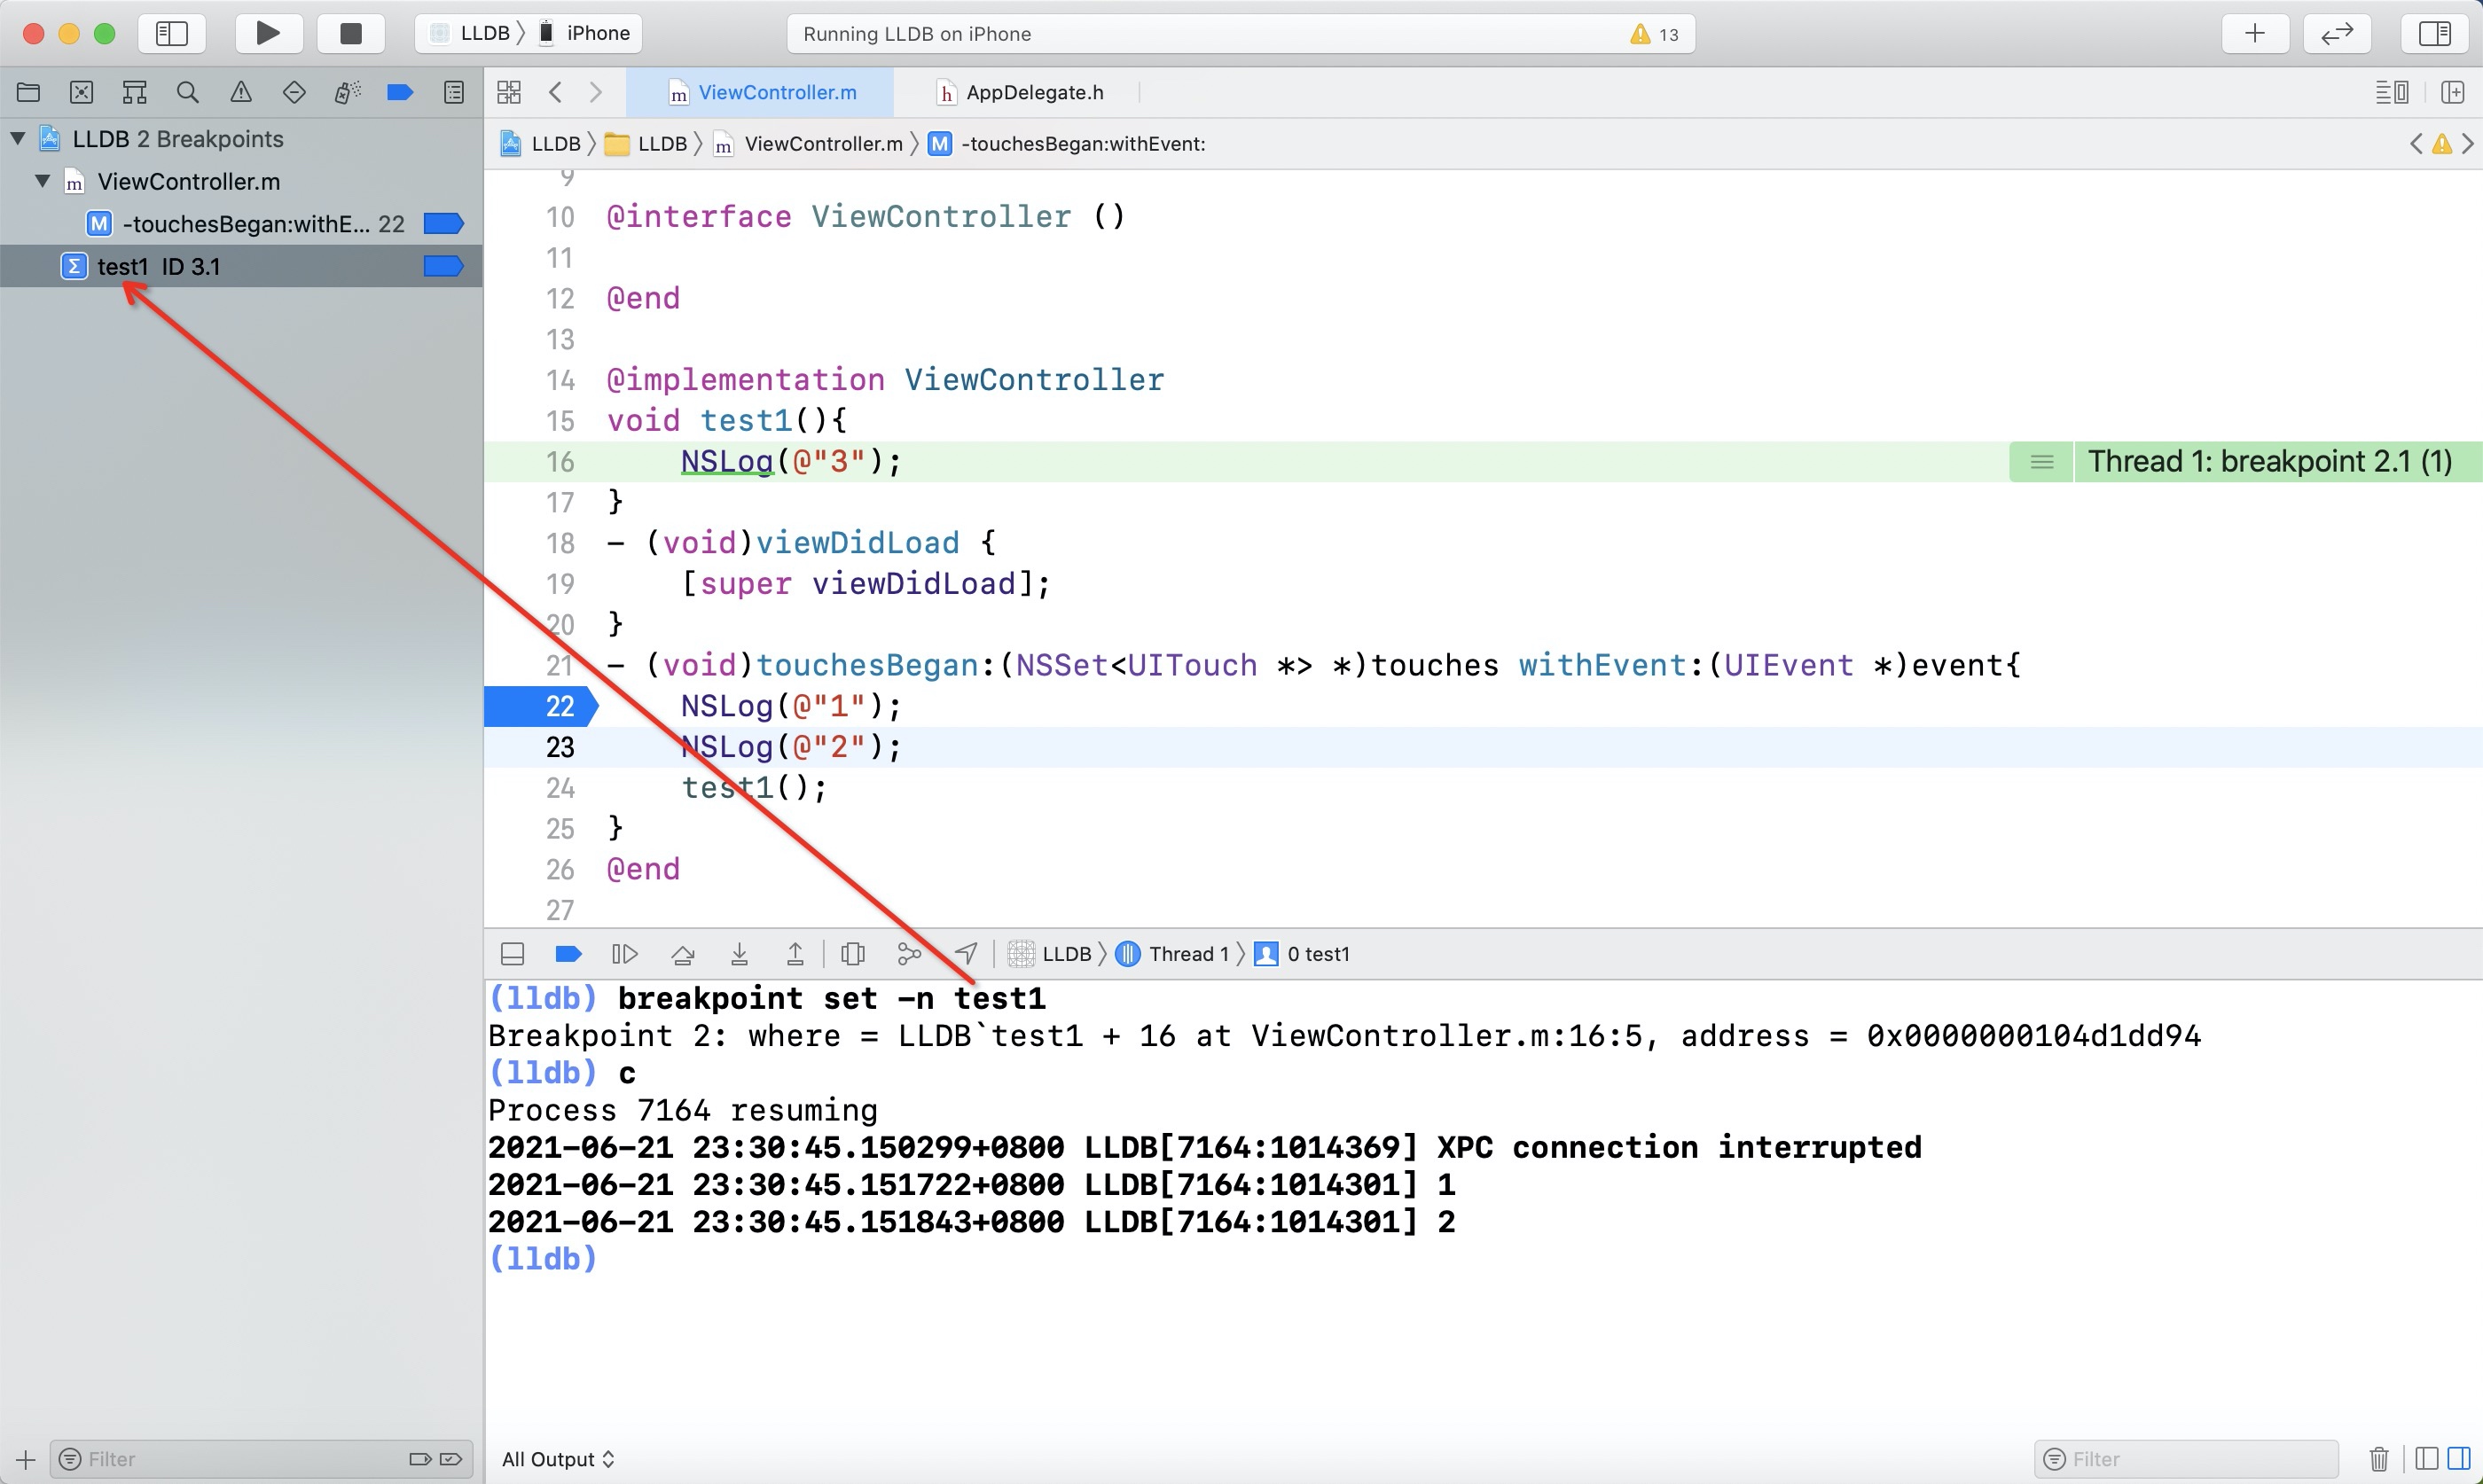 LLDB 〉 iPhone
Running LLDB on iPhone
13
ViewController.m
AppDelegate.h
LLDB 2 Breakpoints
ViewController.m
M -touchesBegan:withE... 22
Σ test1 ID 3.1
LLDB 〉 LLDB 〉 ViewController.m 〉 M -touchesBegan:withEvent:
9
10 @interface ViewController ()
11
12 @end
13
14 @implementation ViewController
15 void test1(){
16 NSLog(@"3");
Thread 1: breakpoint 2.1 (1)
17 }
18 - (void)viewDidLoad {
19 [super viewDidLoad];
20 }
21 - (void)touchesBegan:(NSSet<UITouch *> *)touches withEvent:(UIEvent *)event{
22 NSLog(@"1");
23 NSLog(@"2");
24 test1();
25 }
26 @end
27
LLDB 〉 Thread 1 〉 0 test1
(lldb) breakpoint set -n test1
Breakpoint 2: where = LLDB`test1 + 16 at ViewController.m:16:5, address = 0x0000000104d1dd94
(lldb) c
Process 7164 resuming
2021-06-21 23:30:45.150299+0800 LLDB[7164:1014369] XPC connection interrupted
2021-06-21 23:30:45.151722+0800 LLDB[7164:1014301] 1
2021-06-21 23:30:45.151843+0800 LLDB[7164:1014301] 2
(lldb)
Filter
All Output
Filter